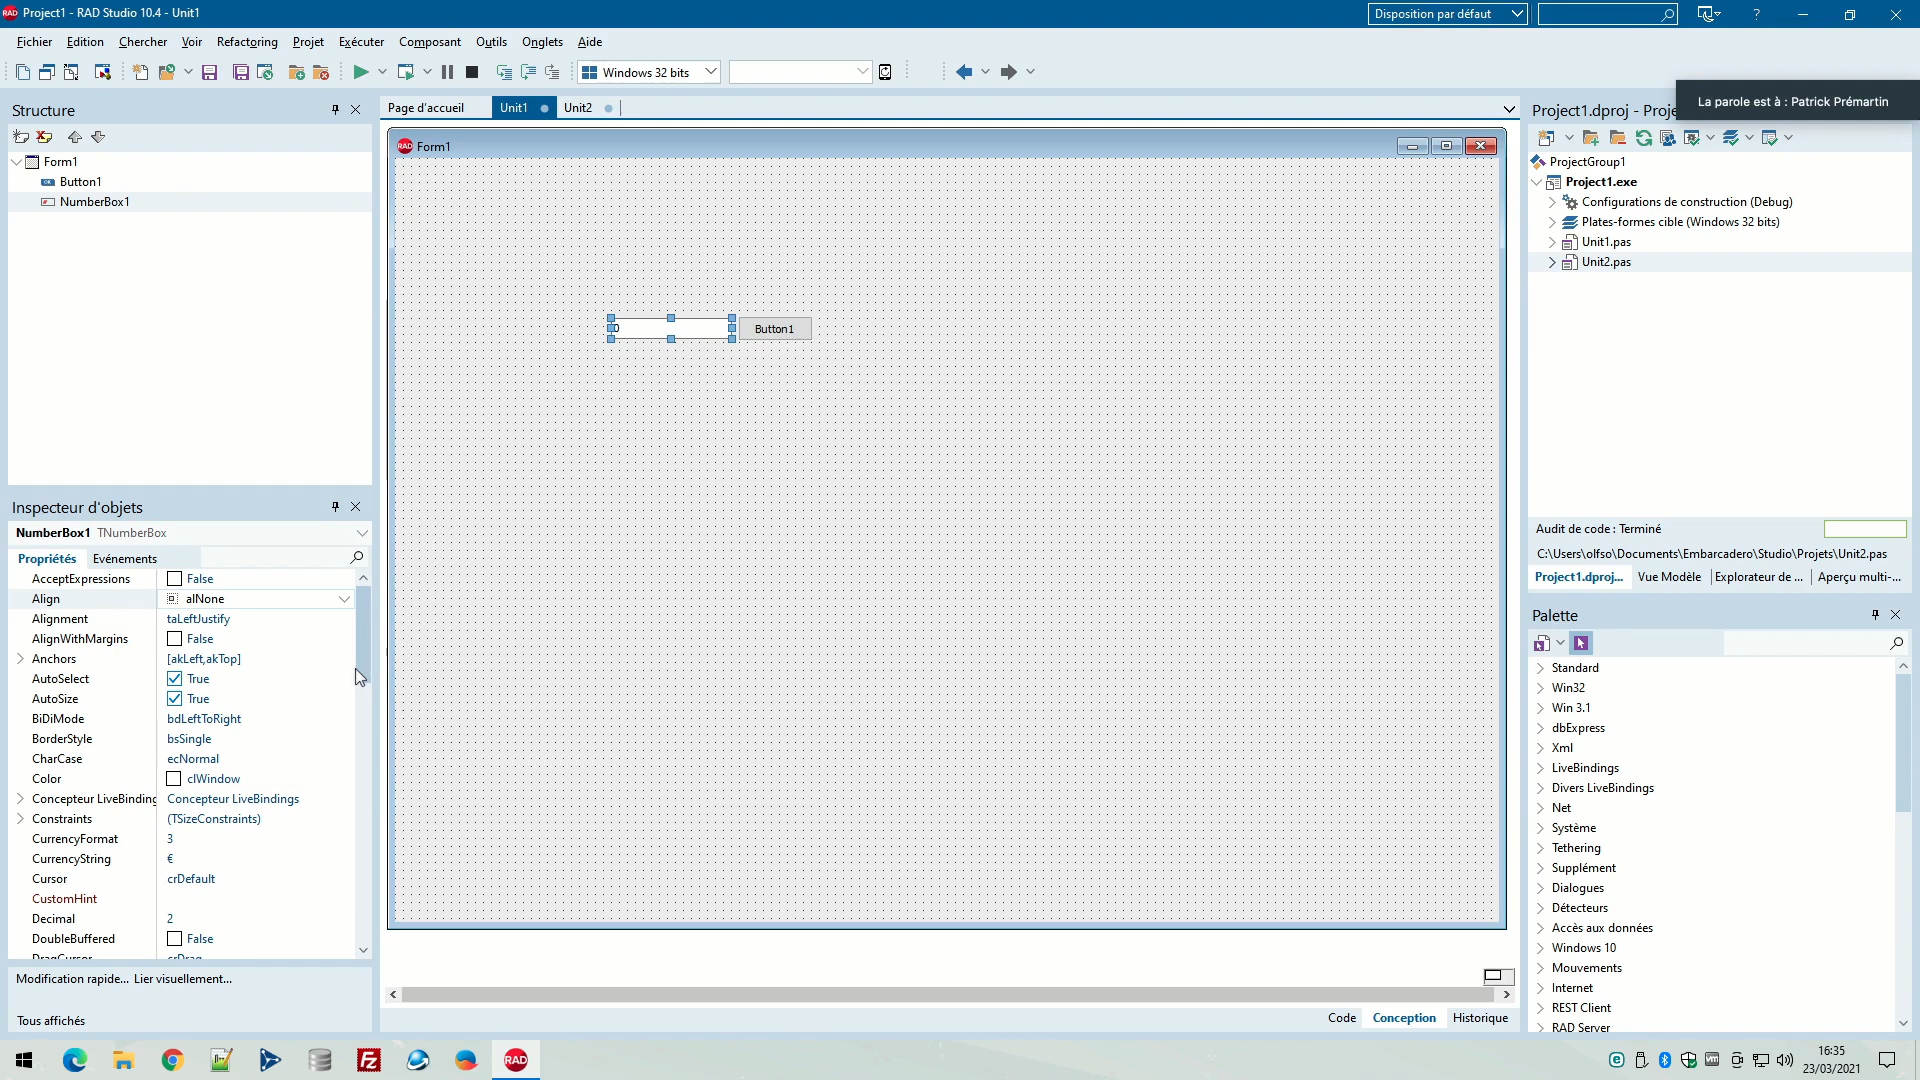 Project1 - RAD Studio 10.4 - Unit1
Disposition par défaut
Fichier Edition Chercher Voir Refactoring Projet Exécuter Composant Outils Onglets Aide
Windows 32 bits
La parole est à : Patrick Prémartin
Structure
Form1
Button1
NumberBox1
Page d'accueil Unit1 Unit2
RAD Form1
0 Button1
Project1.dproj - Proje
ProjectGroup1
Project1.exe
Configurations de construction (Debug)
Plates-formes cible (Windows 32 bits)
Unit1.pas
Unit2.pas
Audit de code : Terminé
C:\Users\olfso\Documents\Embarcadero\Studio\Projets\Unit2.pas
Project1.dproj... Vue Modèle Explorateur de ... Aperçu multi-...
Inspecteur d'objets
NumberBox1 TNumberBox
Propriétés Evénements
AcceptExpressions False
Align alNone
Alignment taLeftJustify
AlignWithMargins False
Anchors [akLeft,akTop]
AutoSelect True
AutoSize True
BiDiMode bdLeftToRight
BorderStyle bsSingle
CharCase ecNormal
Color clWindow
Concepteur LiveBinding Concepteur LiveBindings
Constraints (TSizeConstraints)
CurrencyFormat 3
CurrencyString €
Cursor crDefault
CustomHint
Decimal 2
DoubleBuffered False
DragCursor crDrag
Modification rapide... Lier visuellement...
Tous affichés
Palette
Standard
Win32
Win 3.1
dbExpress
Xml
LiveBindings
Divers LiveBindings
Net
Système
Tethering
Supplément
Dialogues
Détecteurs
Accès aux données
Windows 10
Mouvements
Internet
REST Client
RAD Server
Code Conception Historique
RAD
16:35
23/03/2021